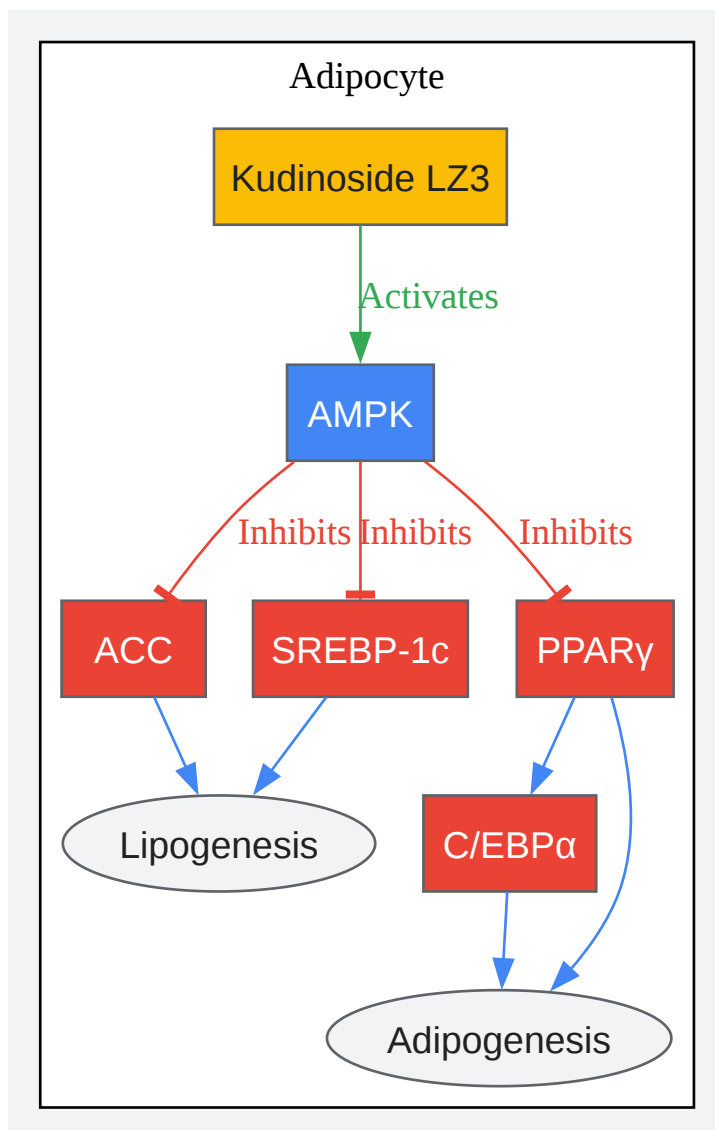 Adipocyte
Kudinoside LZ3
Activates
AMPK
Inhibits
Inhibits
Inhibits
ACC
SREBP-1c
PPARγ
Lipogenesis
C/EBPα
Adipogenesis